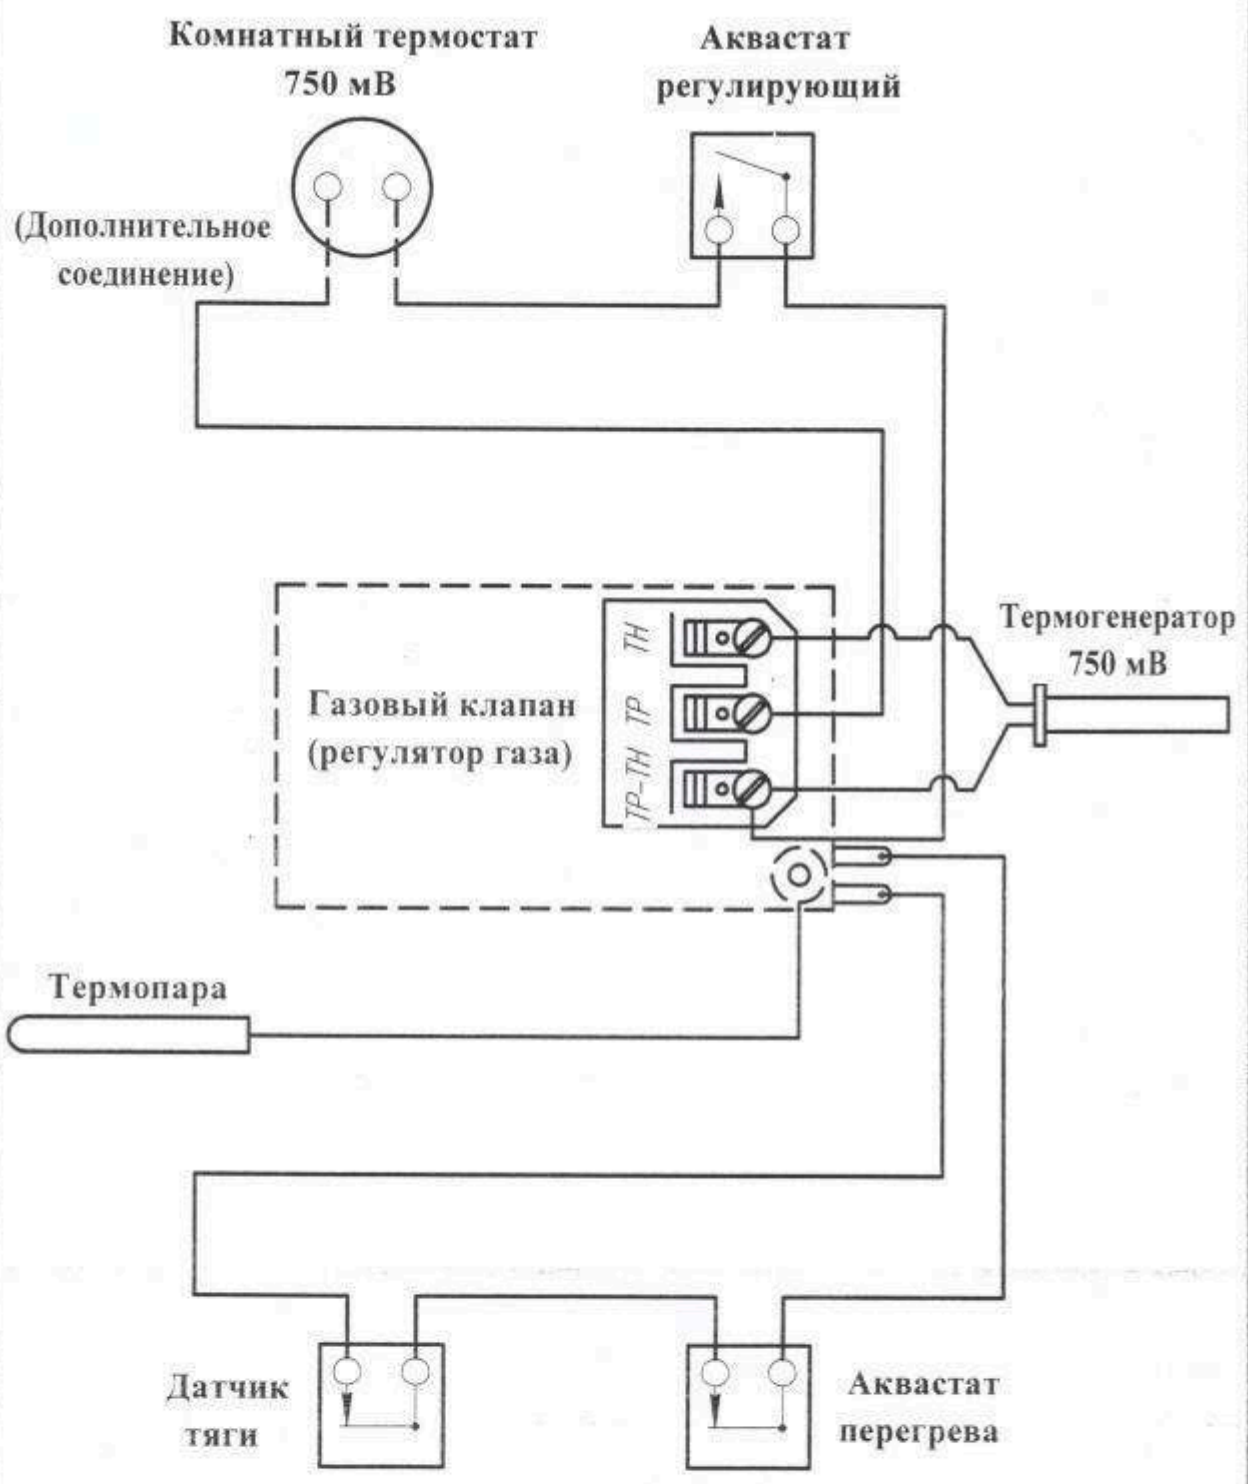 Комнатный термостат
750 мВ
Аквастат
регулирующий
(Дополнительное
соединение)
Термогенератор
750 мВ
TH
TP
TP-TH
Газовый клапан
(регулятор газа)
Термопара
Датчик
тяги
Аквастат
перегрева